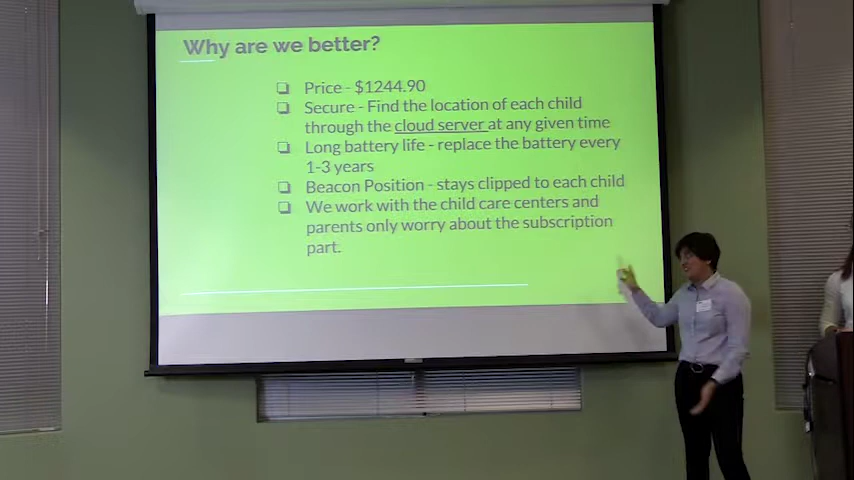 Why are we better?
❏ Price - $1244.90
❏ Secure - Find the location of each child
through the cloud server at any given time
❏ Long battery life - replace the battery every
1-3 years
❏ Beacon Position - stays clipped to each child
❏ We work with the child care centers and
parents only worry about the subscription
part.